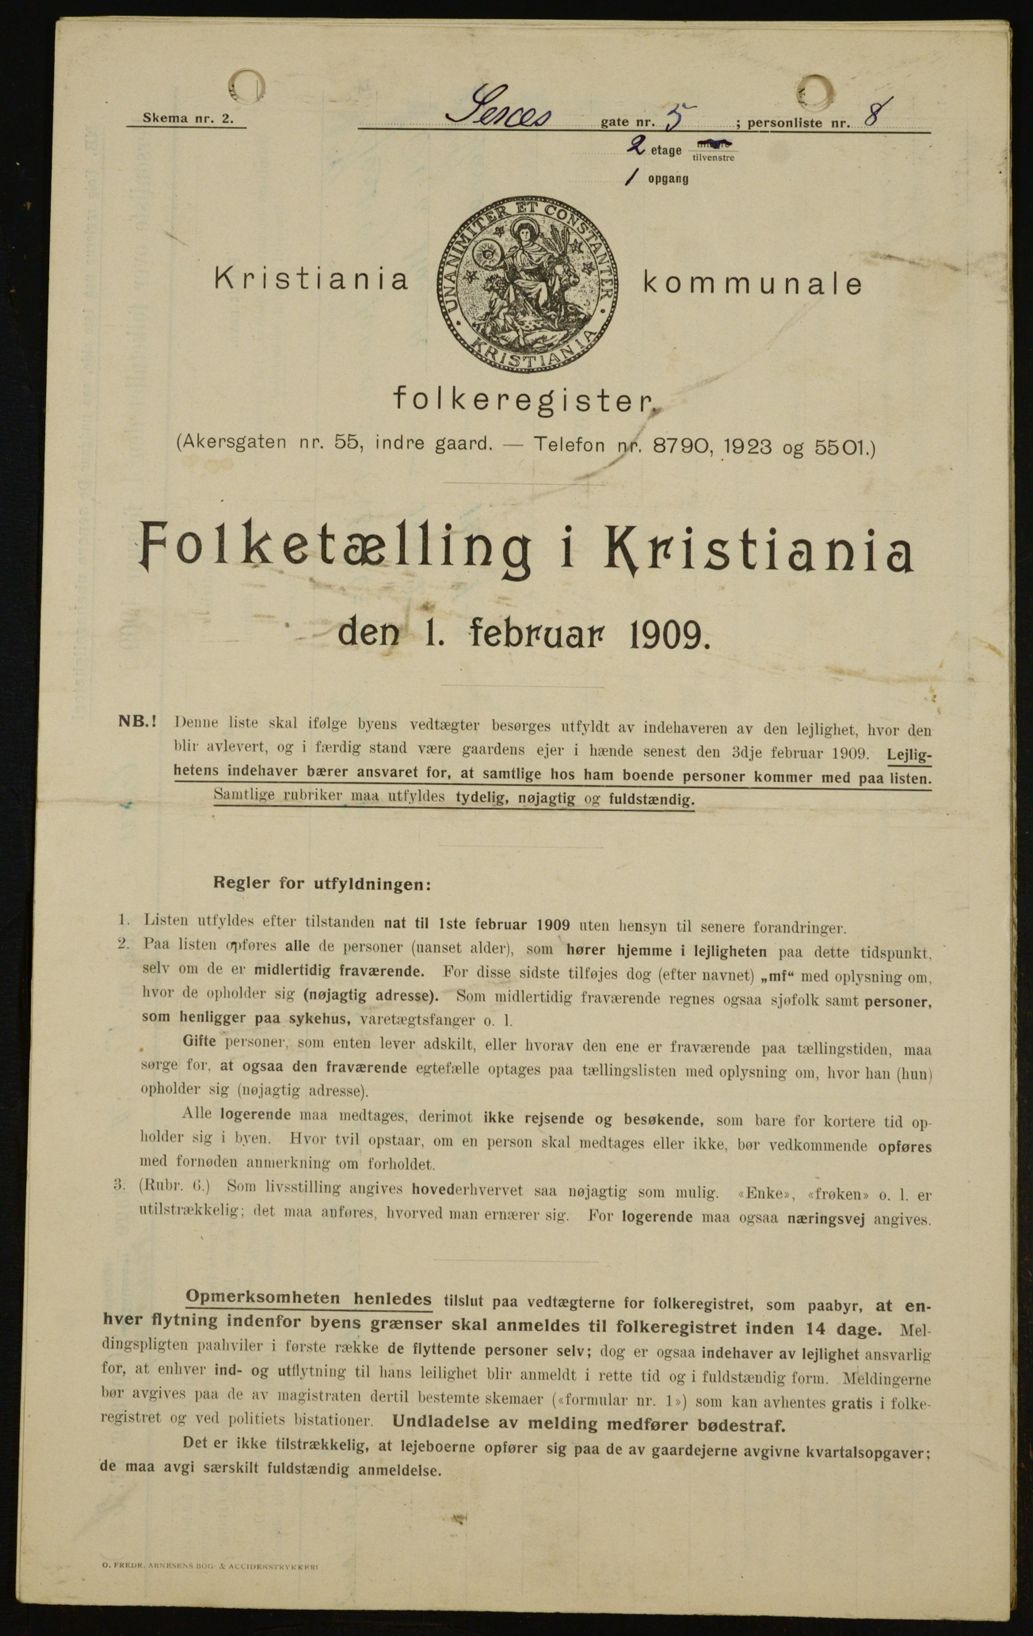 Skema nr. 2.
gate nr. 5 ; personliste nr. 8
2 etage tilvenstre
1 opgang
UNANIMITER ET CONSTANTER · KRISTIANIA ·
Kristiania kommunale
folkeregister.
(Akersgaten nr. 55, indre gaard. — Telefon nr. 8790, 1923 og 5501.)
Folketælling i Kristiania
den 1. februar 1909.
NB.! Denne liste skal ifølge byens vedtægter besørges utfyldt av indehaveren av den lejlighet, hvor den
blir avlevert, og i færdig stand være gaardens ejer i hænde senest den 3dje februar 1909. Lejlig-
hetens indehaver bærer ansvaret for, at samtlige hos ham boende personer kommer med paa listen.
Samtlige rubriker maa utfyldes tydelig, nøjagtig og fuldstændig.
Regler for utfyldningen:
1. Listen utfyldes efter tilstanden nat til 1ste februar 1909 uten hensyn til senere forandringer.
2. Paa listen opføres alle de personer (uanset alder), som hører hjemme i lejligheten paa dette tidspunkt,
selv om de er midlertidig fraværende. For disse sidste tilføjes dog (efter navnet) „mf“ med oplysning om,
hvor de opholder sig (nøjagtig adresse). Som midlertidig fraværende regnes ogsaa sjøfolk samt personer,
som henligger paa sykehus, varetægtsfanger o. l.
Gifte personer, som enten lever adskilt, eller hvorav den ene er fraværende paa tællingstiden, maa
sørge for, at ogsaa den fraværende egtefælle optages paa tællingslisten med oplysning om, hvor han (hun)
opholder sig (nøjagtig adresse).
Alle logerende maa medtages, derimot ikke rejsende og besøkende, som bare for kortere tid op-
holder sig i byen. Hvor tvil opstaar, om en person skal medtages eller ikke, bør vedkommende opføres
med fornøden anmerkning om forholdet.
3. (Rubr. 6.) Som livsstilling angives hovederhvervet saa nøjagtig som mulig. «Enke», «frøken» o. l. er
utilstrækkelig; det maa anføres, hvorved man ernærer sig. For logerende maa ogsaa næringsvej angives.
Opmerksomheten henledes tilslut paa vedtægterne for folkeregistret, som paabyr, at en-
hver flytning indenfor byens grænser skal anmeldes til folkeregistret inden 14 dage. Mel-
dingspligten paahviler i første række de flyttende personer selv; dog er ogsaa indehaver av lejlighet ansvarlig
for, at enhver ind- og utflytning til hans leilighet blir anmeldt i rette tid og i fuldstændig form. Meldingerne
bør avgives paa de av magistraten dertil bestemte skemaer («formular nr. 1») som kan avhentes gratis i folke-
registret og ved politiets bistationer. Undladelse av melding medfører bødestraf.
Det er ikke tilstrækkelig, at lejeboerne opfører sig paa de av gaardejerne avgivne kvartalsopgaver;
de maa avgi særskilt fuldstændig anmeldelse.
O. FREDR. ARNESENS BOG- & ACCIDENSTRYKKERI